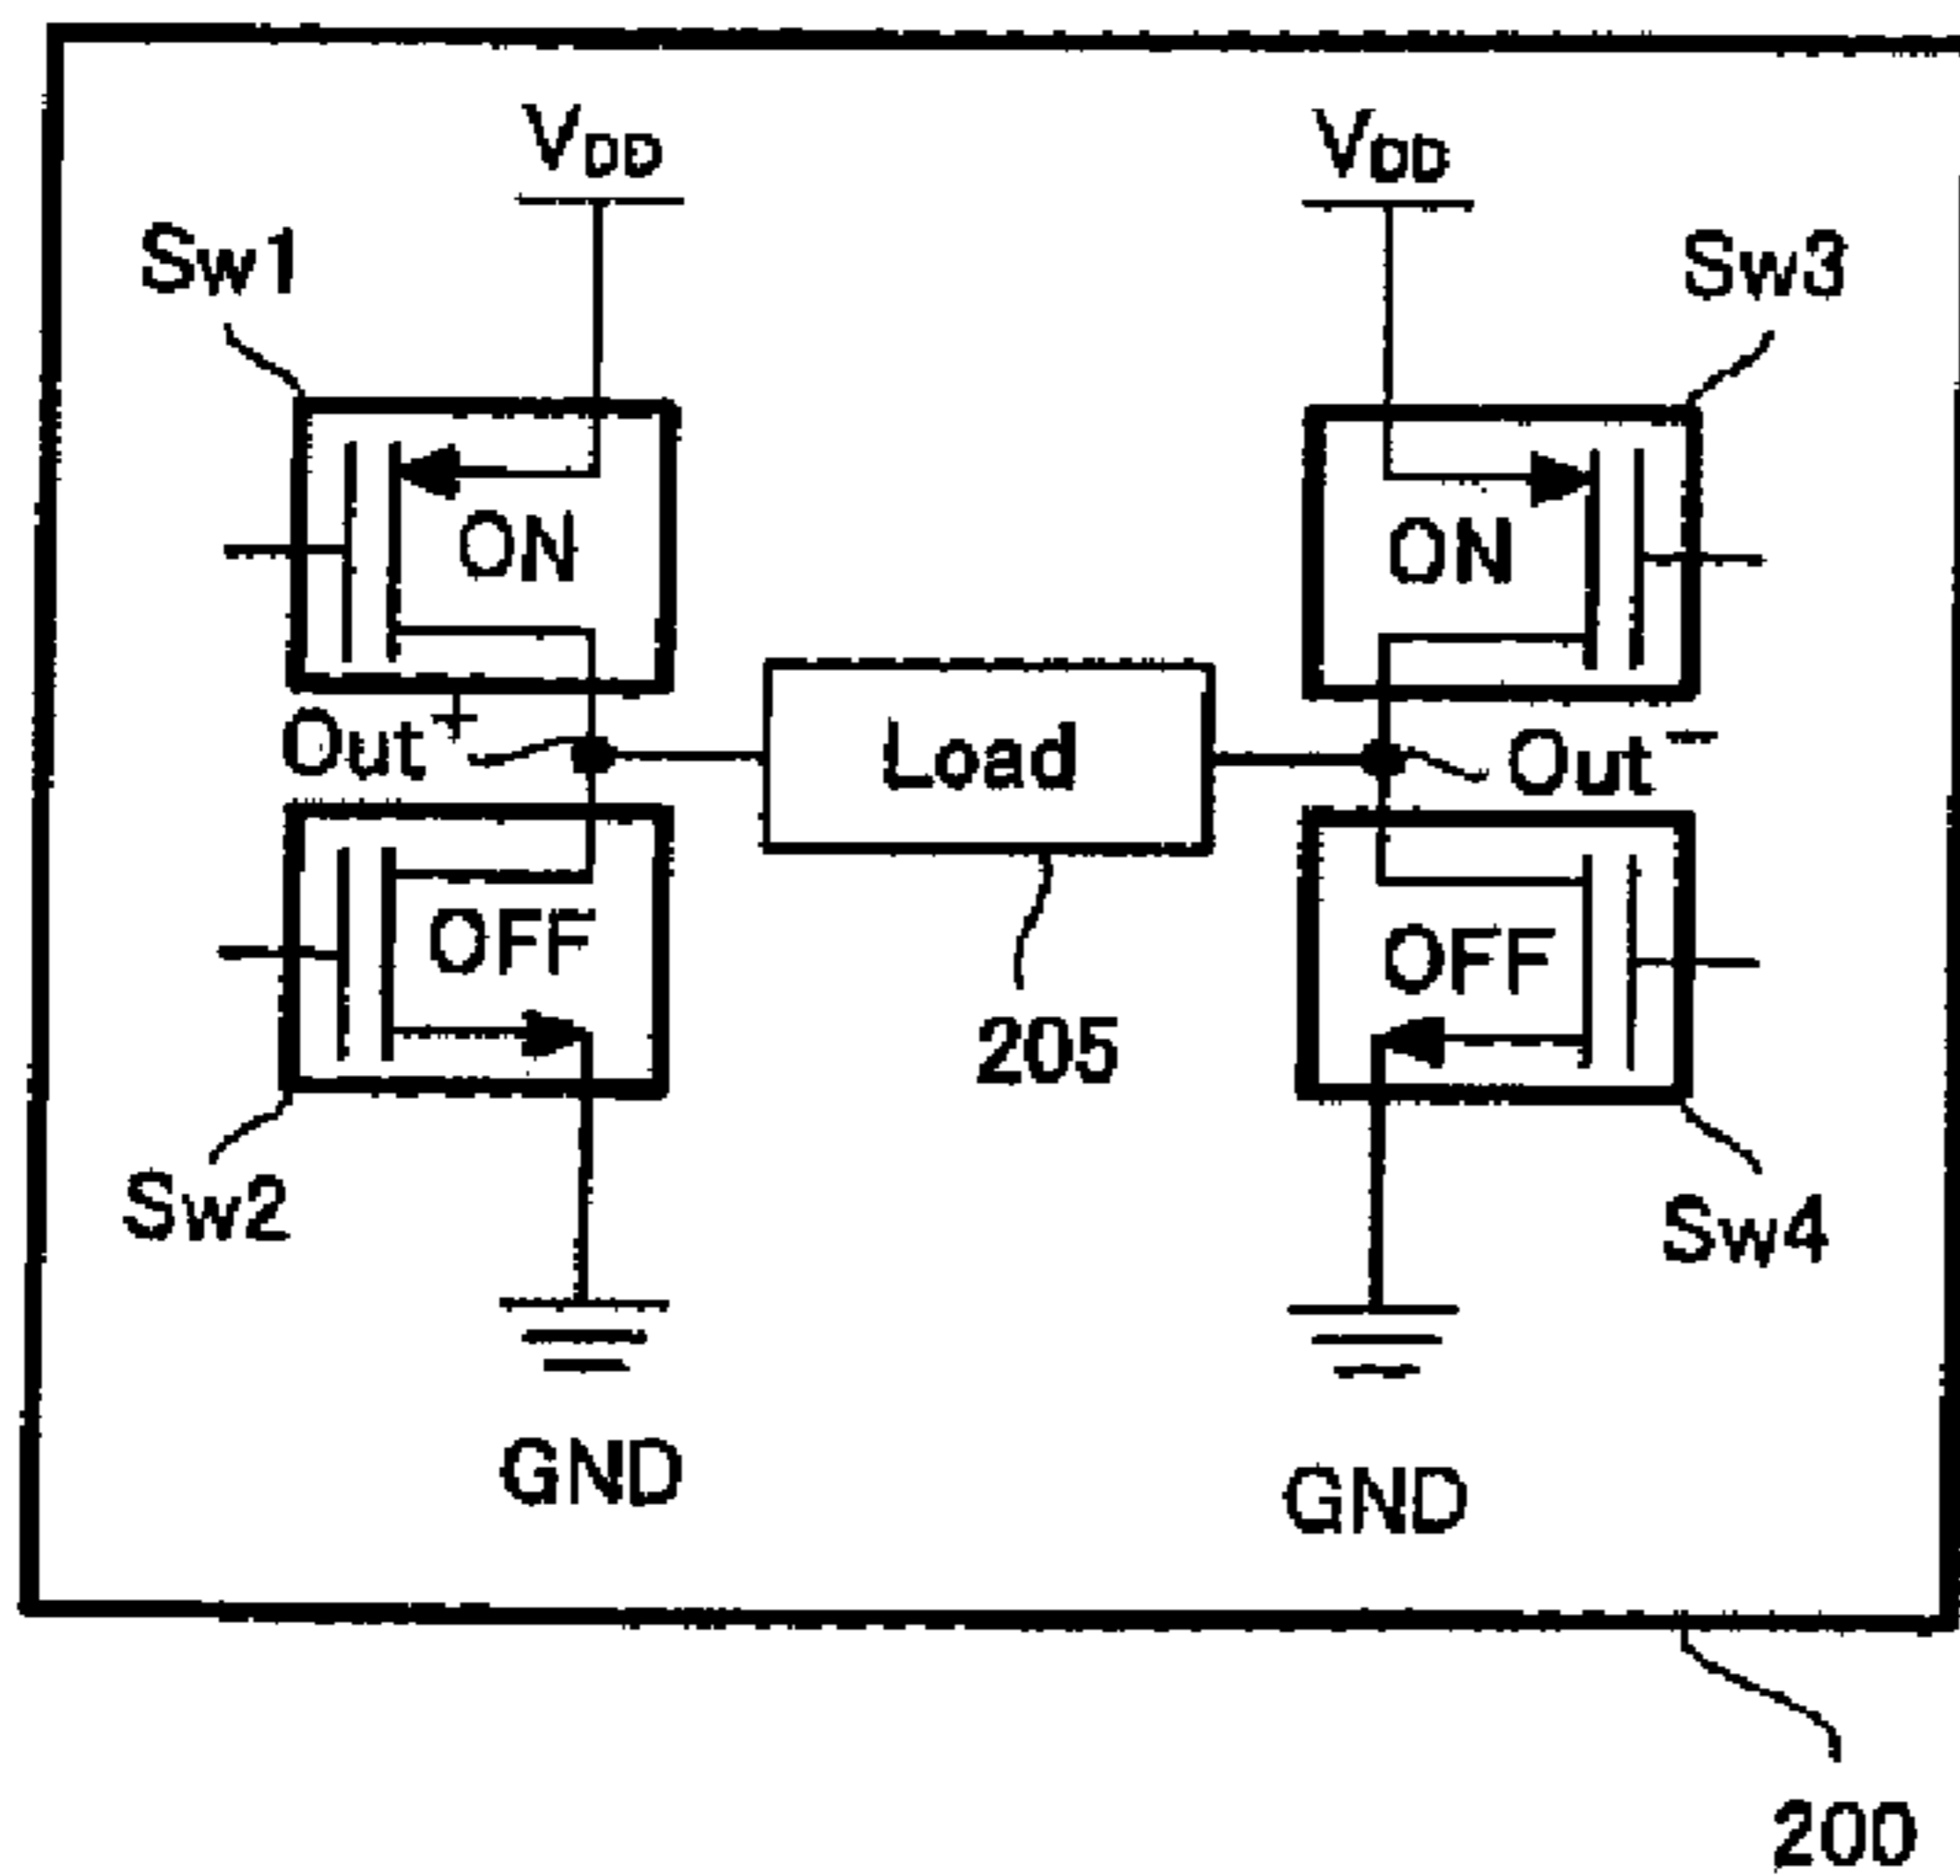 VDD VDD
Sw1 Sw3
ON ON
Out+ Load Out−
OFF OFF
205
Sw2 Sw4
GND GND
200